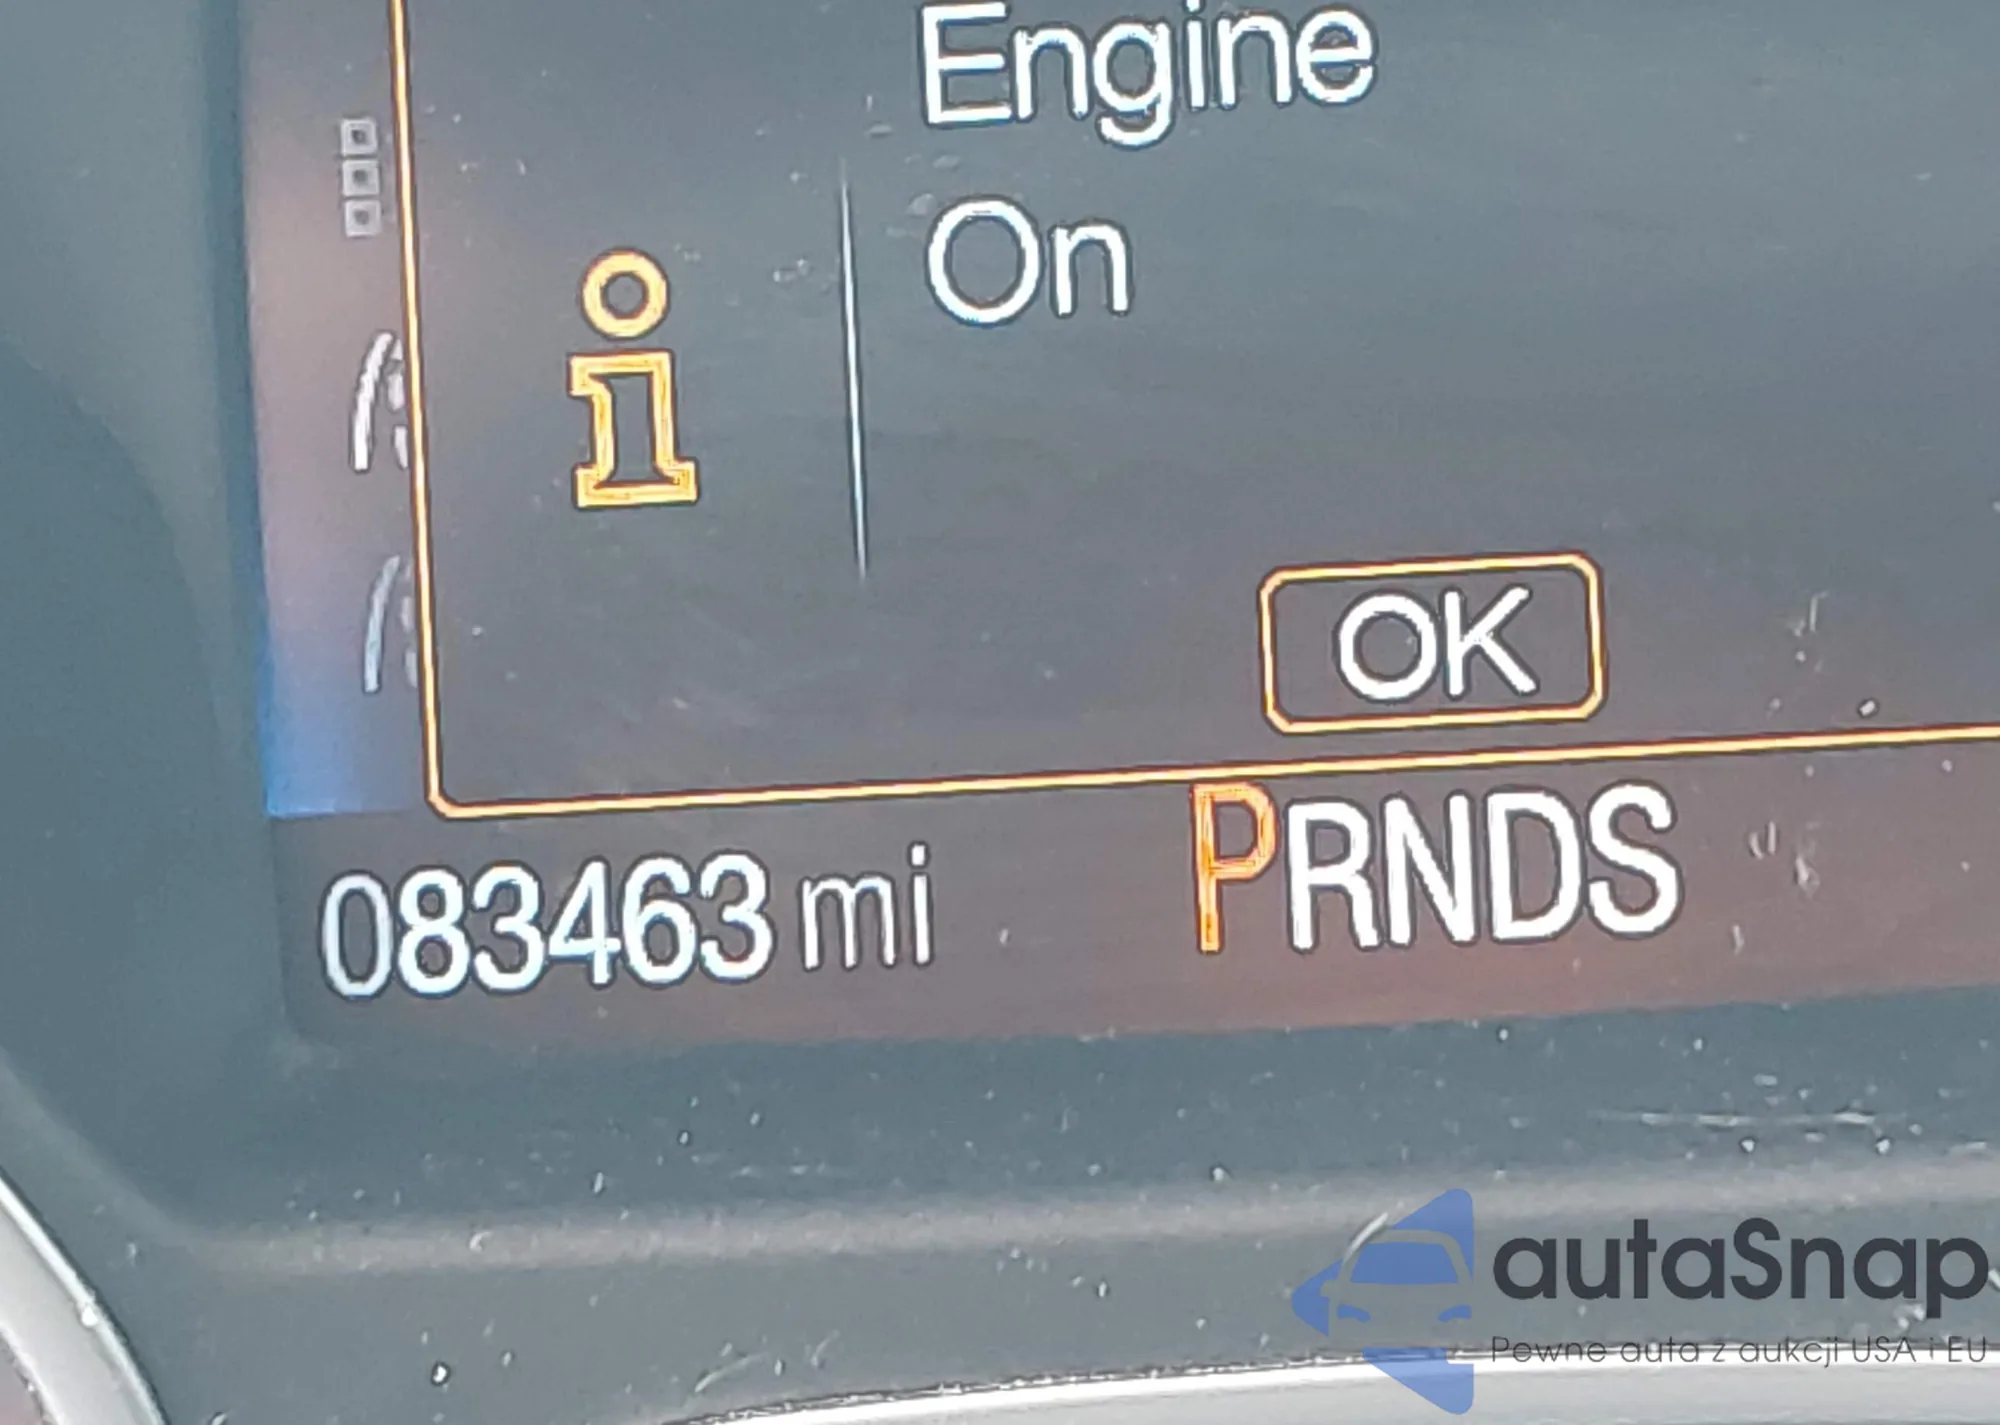 Engine
On
i
OK
083463 mi
PRNDS
autaSnap
Pewne auta z aukcji USA i EU